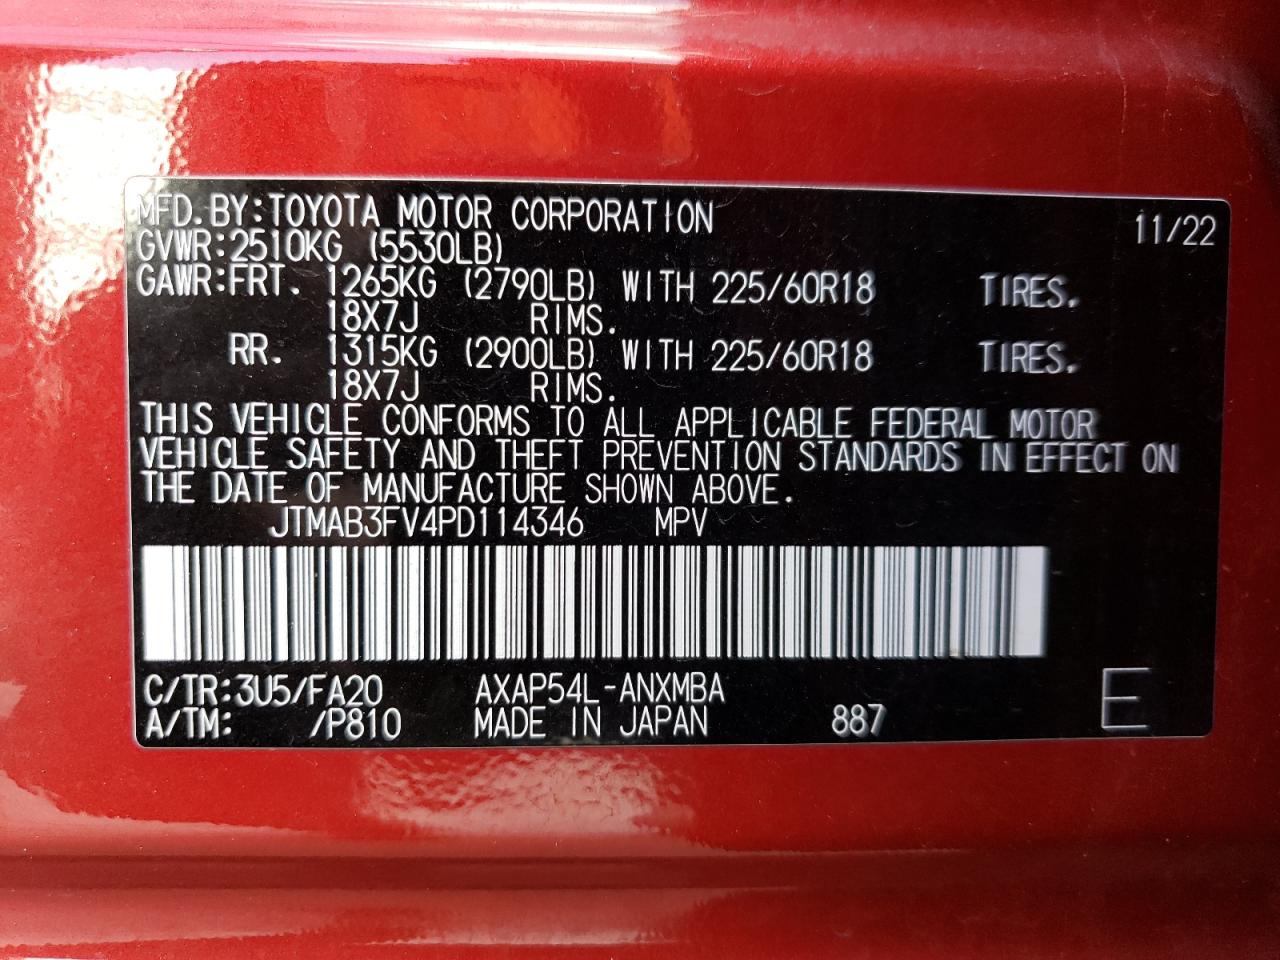 MFD. BY:TOYOTA MOTOR CORPORATION 11/22
GVWR:2510KG (5530LB)
GAWR:FRT. 1265KG (2790LB) WITH 225/60R18 TIRES.
18X7J RIMS.
RR. 1315KG (2900LB) WITH 225/60R18 TIRES.
18X7J RIMS.
THIS VEHICLE CONFORMS TO ALL APPLICABLE FEDERAL MOTOR
VEHICLE SAFETY AND THEFT PREVENTION STANDARDS IN EFFECT ON
THE DATE OF MANUFACTURE SHOWN ABOVE.
JTMAB3FV4PD114346 MPV
C/TR:3U5/FA20 AXAP54L-ANXMBA
A/TM: /P810 MADE IN JAPAN 887 E